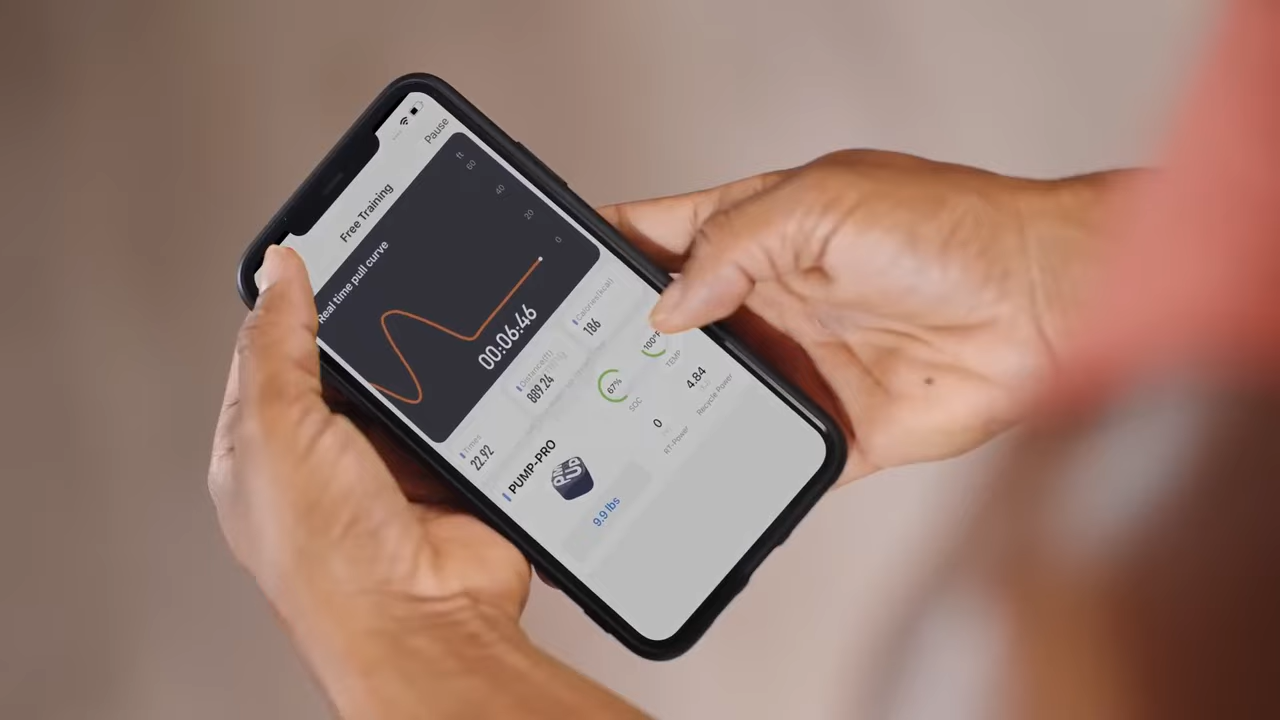 Free Training
Pause
Real time pull curve
ft
60
40
20
0
00:06:46
Times
22.92
Distance(ft)
889.24
Calories(kcal)
186
PUMP-PRO
67%
SOC
100°F
TEMP
9.9 lbs
0
RT-Power
4.84
Recycle Power